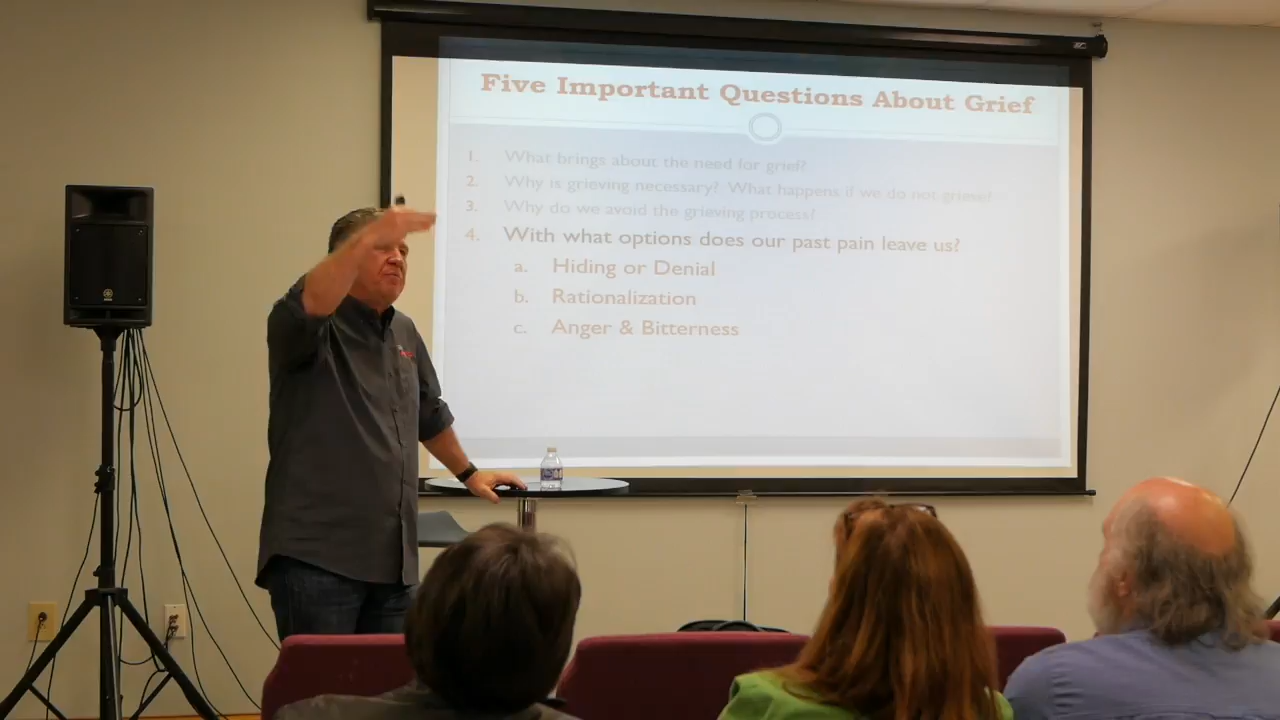 Five Important Questions About Grief
1. What brings about the need for grief?
2. Why is grieving necessary? What happens if we do not grieve?
3. Why do we avoid the grieving process?
4. With what options does our past pain leave us?
a. Hiding or Denial
b. Rationalization
c. Anger & Bitterness